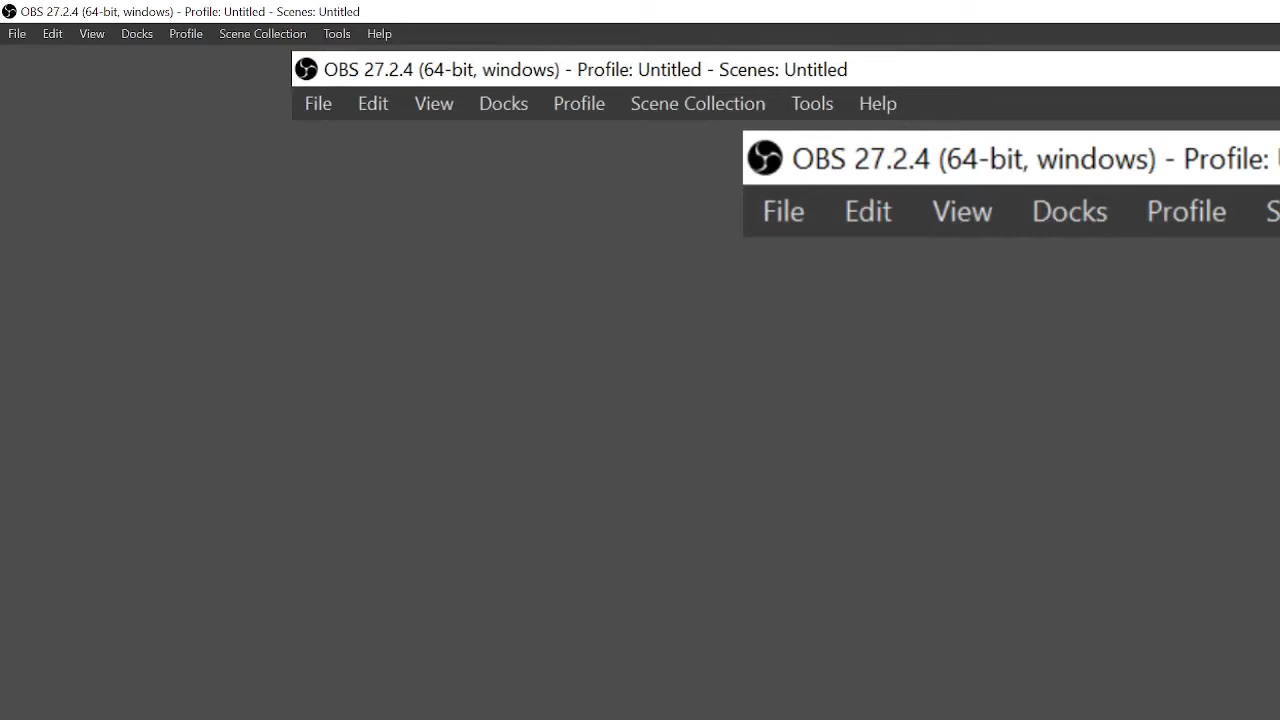 OBS 27.2.4 (64-bit, windows) - Profile: Untitled - Scenes: Untitled
File Edit View Docks Profile Scene Collection Tools Help
OBS 27.2.4 (64-bit, windows) - Profile: Untitled - Scenes: Untitled
File Edit View Docks Profile Scene Collection Tools Help
OBS 27.2.4 (64-bit, windows) - Profile:
File Edit View Docks Profile S